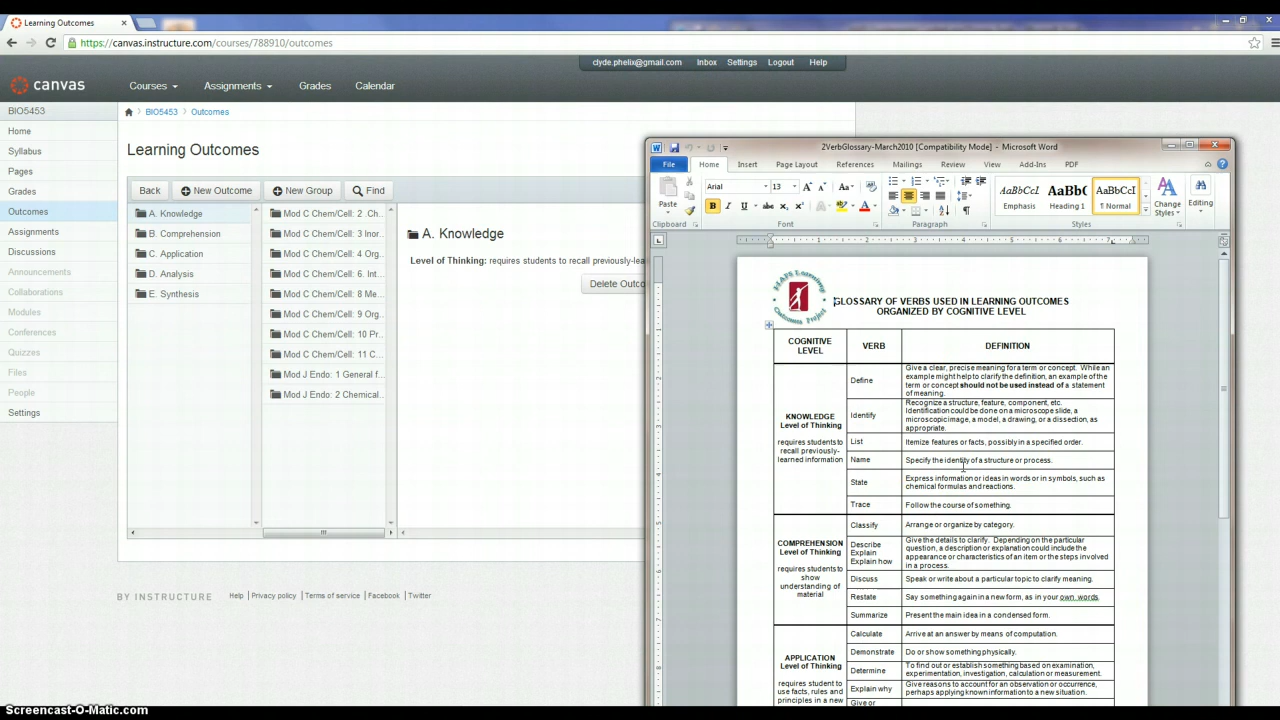 Learning Outcomes
https://canvas.instructure.com/courses/788910/outcomes
clyde.phelix@gmail.com Inbox Settings Logout Help
canvas Courses Assignments Grades Calendar
BIO5453
Home
Syllabus
Pages
Grades
Outcomes
Assignments
Discussions
Announcements
Collaborations
Modules
Conferences
Quizzes
Files
People
Settings
BIO5453 Outcomes
Learning Outcomes
Back New Outcome New Group Find
A. Knowledge
B. Comprehension
C. Application
D. Analysis
E. Synthesis
Mod C Chem/Cell: 2. Ch...
Mod C Chem/Cell: 3 Inor...
Mod C Chem/Cell: 4 Org...
Mod C Chem/Cell: 6. Int...
Mod C Chem/Cell: 8 Me...
Mod C Chem/Cell: 9 Org...
Mod C Chem/Cell: 10 Pr...
Mod C Chem/Cell: 11 C...
Mod J Endo: 1 General f...
Mod J Endo: 2 Chemical...
A. Knowledge
Level of Thinking: requires students to recall previously-lea
Delete Outco
BY INSTRUCTURE Help Privacy policy Terms of service Facebook Twitter
2VerbGlossary-March2010 [Compatibility Mode] - Microsoft Word
File Home Insert Page Layout References Mailings Review View Add-Ins PDF
Paste
Clipboard
Arial 13
Font
Paragraph
AaBbCcI AaBbC AaBbCcI
Emphasis Heading 1 ¶ Normal
Change Styles
Styles
Editing
HAPS Learning Outcomes Project
GLOSSARY OF VERBS USED IN LEARNING OUTCOMES
ORGANIZED BY COGNITIVE LEVEL
COGNITIVE LEVEL VERB DEFINITION
KNOWLEDGE
Level of Thinking
requires students to
recall previously-
learned information
Define
Give a clear, precise meaning for a term or concept. While an
example might help to clarify the definition, an example of the
term or concept should not be used instead of a statement
of meaning.
Identify
Recognize a structure, feature, component, etc.
Identification could be done on a microscope slide, a
microscopic image, a model, a drawing, or a dissection, as
appropriate.
List Itemize features or facts, possibly in a specified order.
Name Specify the identity of a structure or process.
State
Express information or ideas in words or in symbols, such as
chemical formulas and reactions.
Trace Follow the course of something.
COMPREHENSION
Level of Thinking
requires students to
show
understanding of
material
Classify Arrange or organize by category.
Describe
Explain
Explain how
Give the details to clarify. Depending on the particular
question, a description or explanation could include the
appearance or characteristics of an item or the steps involved
in a process.
Discuss Speak or write about a particular topic to clarify meaning.
Restate Say something again in a new form, as in your own words.
Summarize Present the main idea in a condensed form.
APPLICATION
Level of Thinking
requires student to
use facts, rules and
principles in a new
Calculate Arrive at an answer by means of computation.
Demonstrate Do or show something physically.
Determine
To find out or establish something based on examination,
experimentation, investigation, calculation or measurement.
Explain why
Give reasons to account for an observation or occurrence,
perhaps applying known information to a new situation.
Give or
Screencast-O-Matic.com